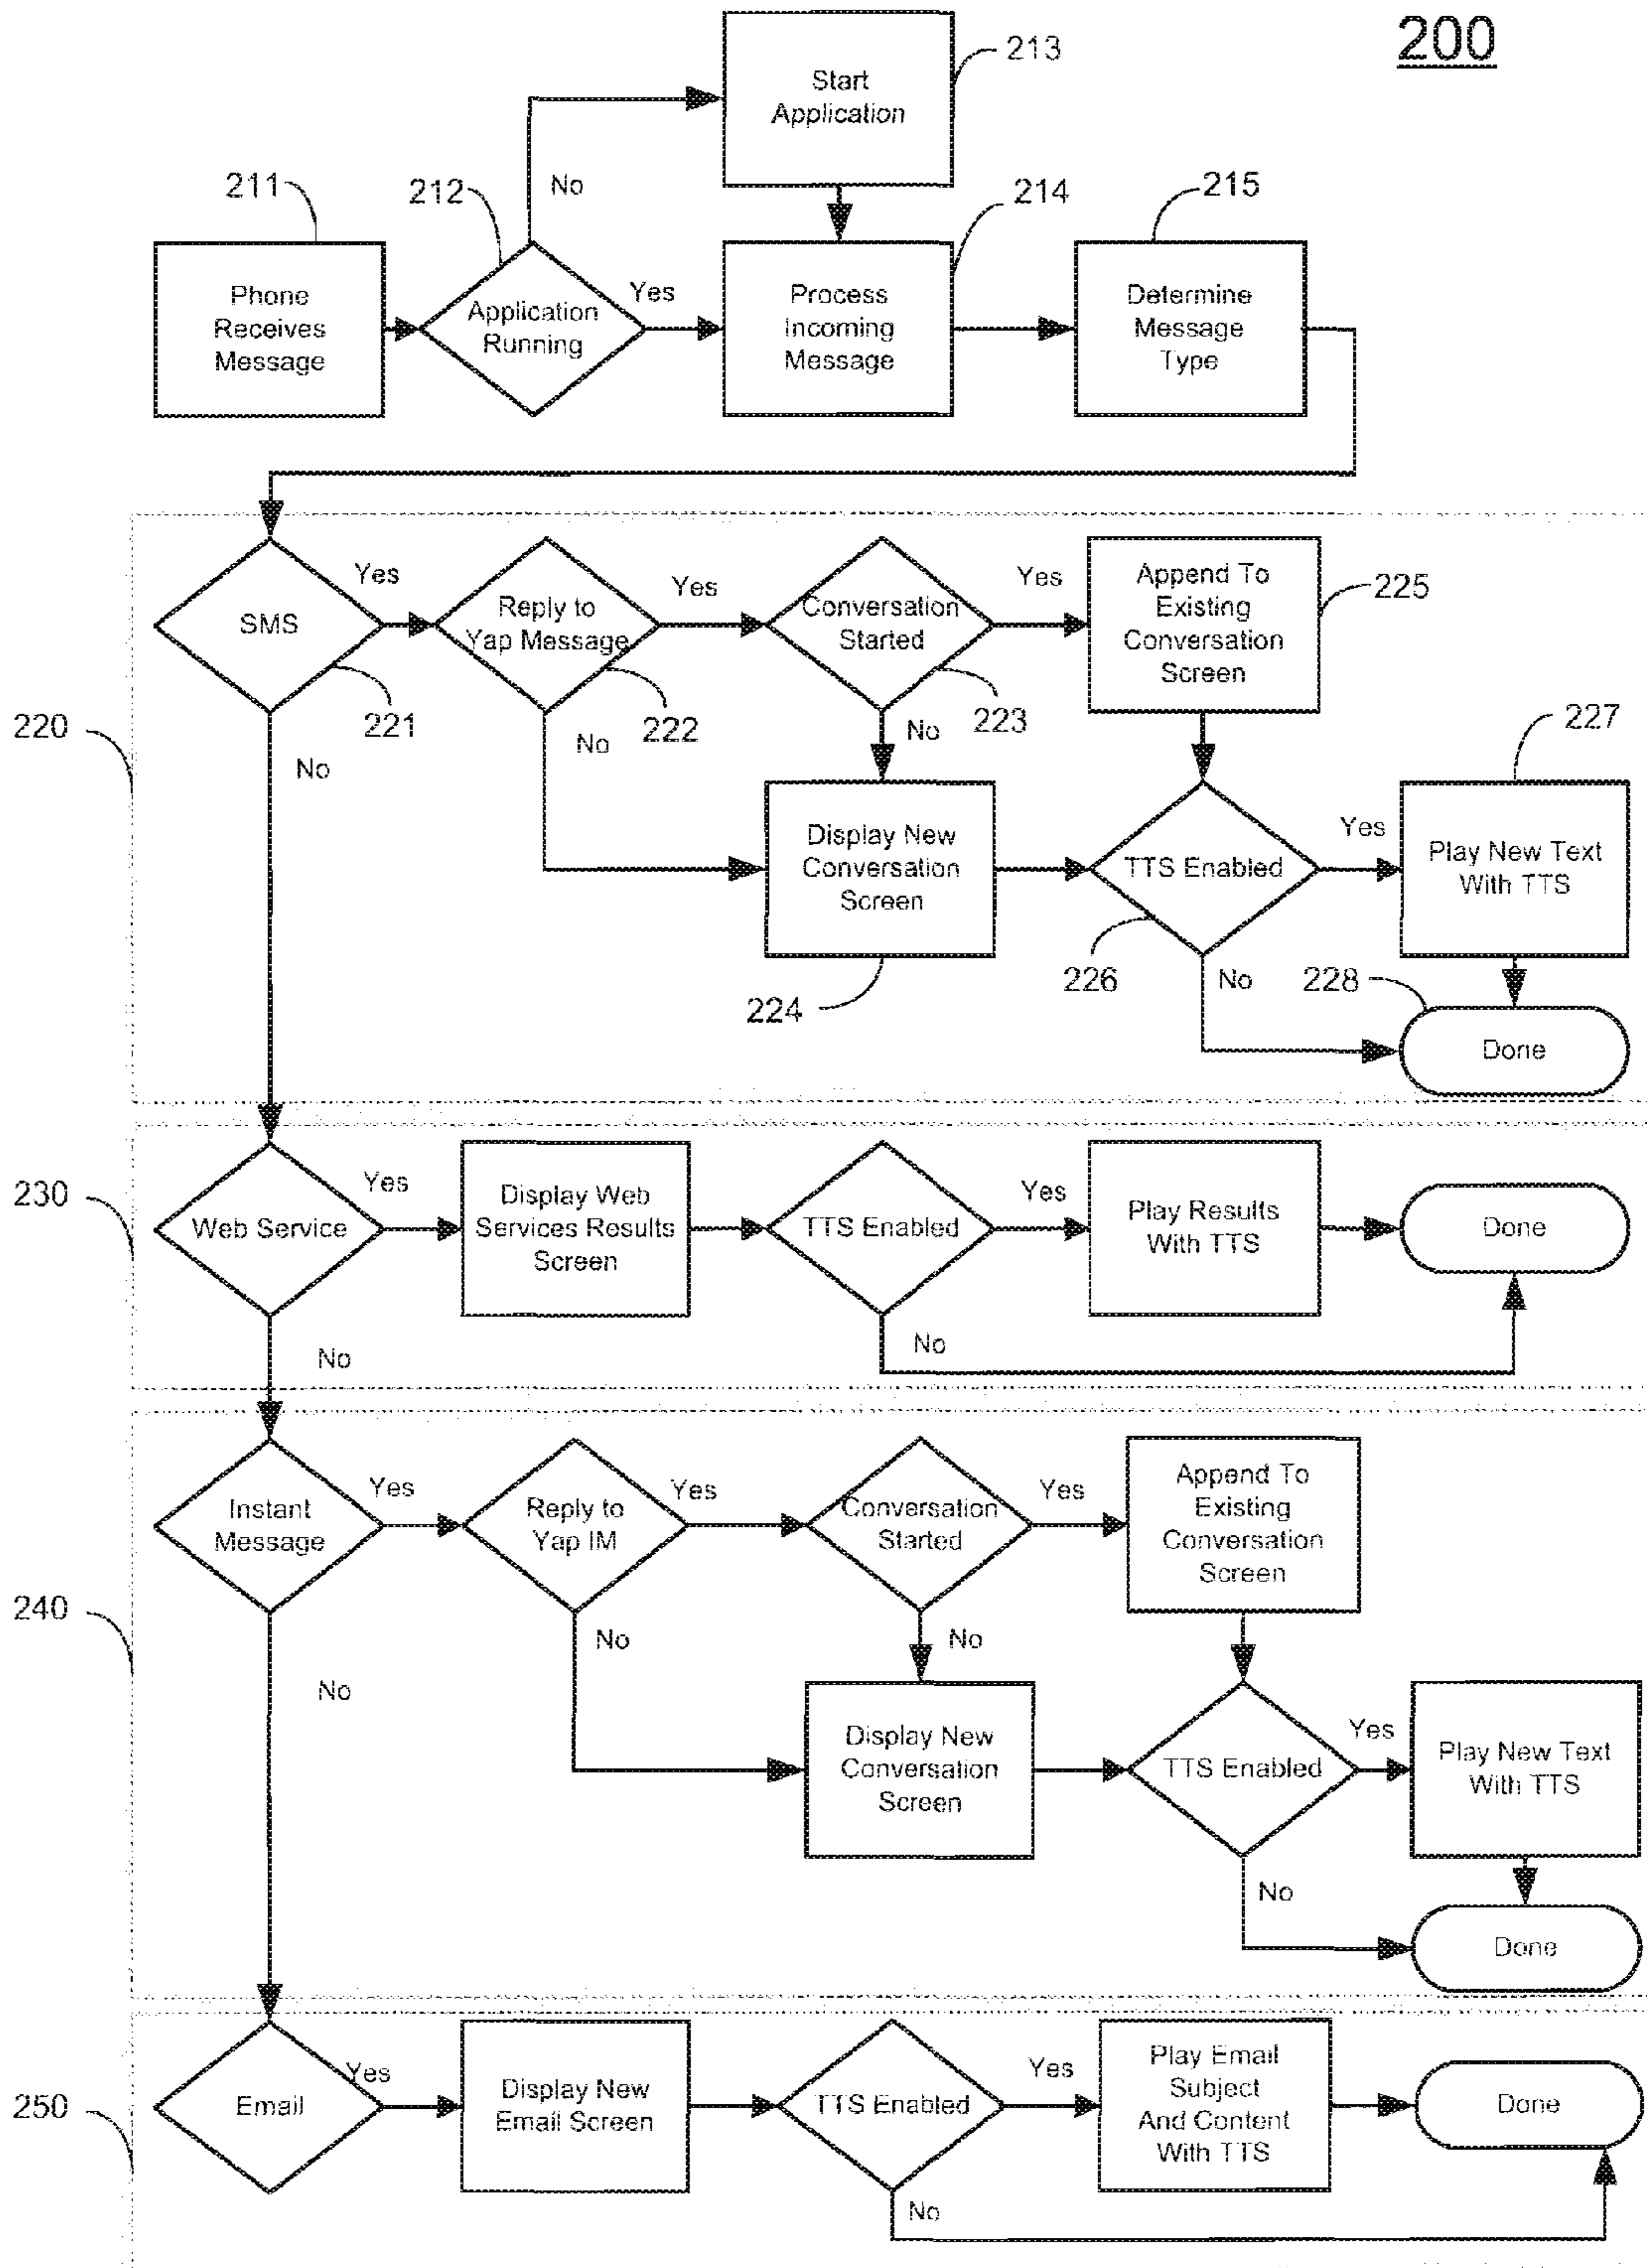 200
213
Start
Application
211
212
No
214
215
Phone
Receives
Message
Application
Running
Yes
Process
Incoming
Message
Determine
Message
Type
220
SMS
Yes
221
No
Reply to
Yap Message
Yes
222
No
Conversation
Started
Yes
223
No
Append To
Existing
Conversation
Screen
225
Display New
Conversation
Screen
224
TTS Enabled
Yes
226
No
227
Play New Text
With TTS
228
Done
230
Web Service
Yes
No
Display Web
Services Results
Screen
TTS Enabled
Yes
No
Play Results
With TTS
Done
240
Instant
Message
Yes
No
Reply to
Yap IM
Yes
No
Conversation
Started
Yes
No
Append To
Existing
Conversation
Screen
Display New
Conversation
Screen
TTS Enabled
Yes
No
Play New Text
With TTS
Done
250
Email
Yes
Display New
Email Screen
TTS Enabled
Yes
No
Play Email
Subject
And Content
With TTS
Done